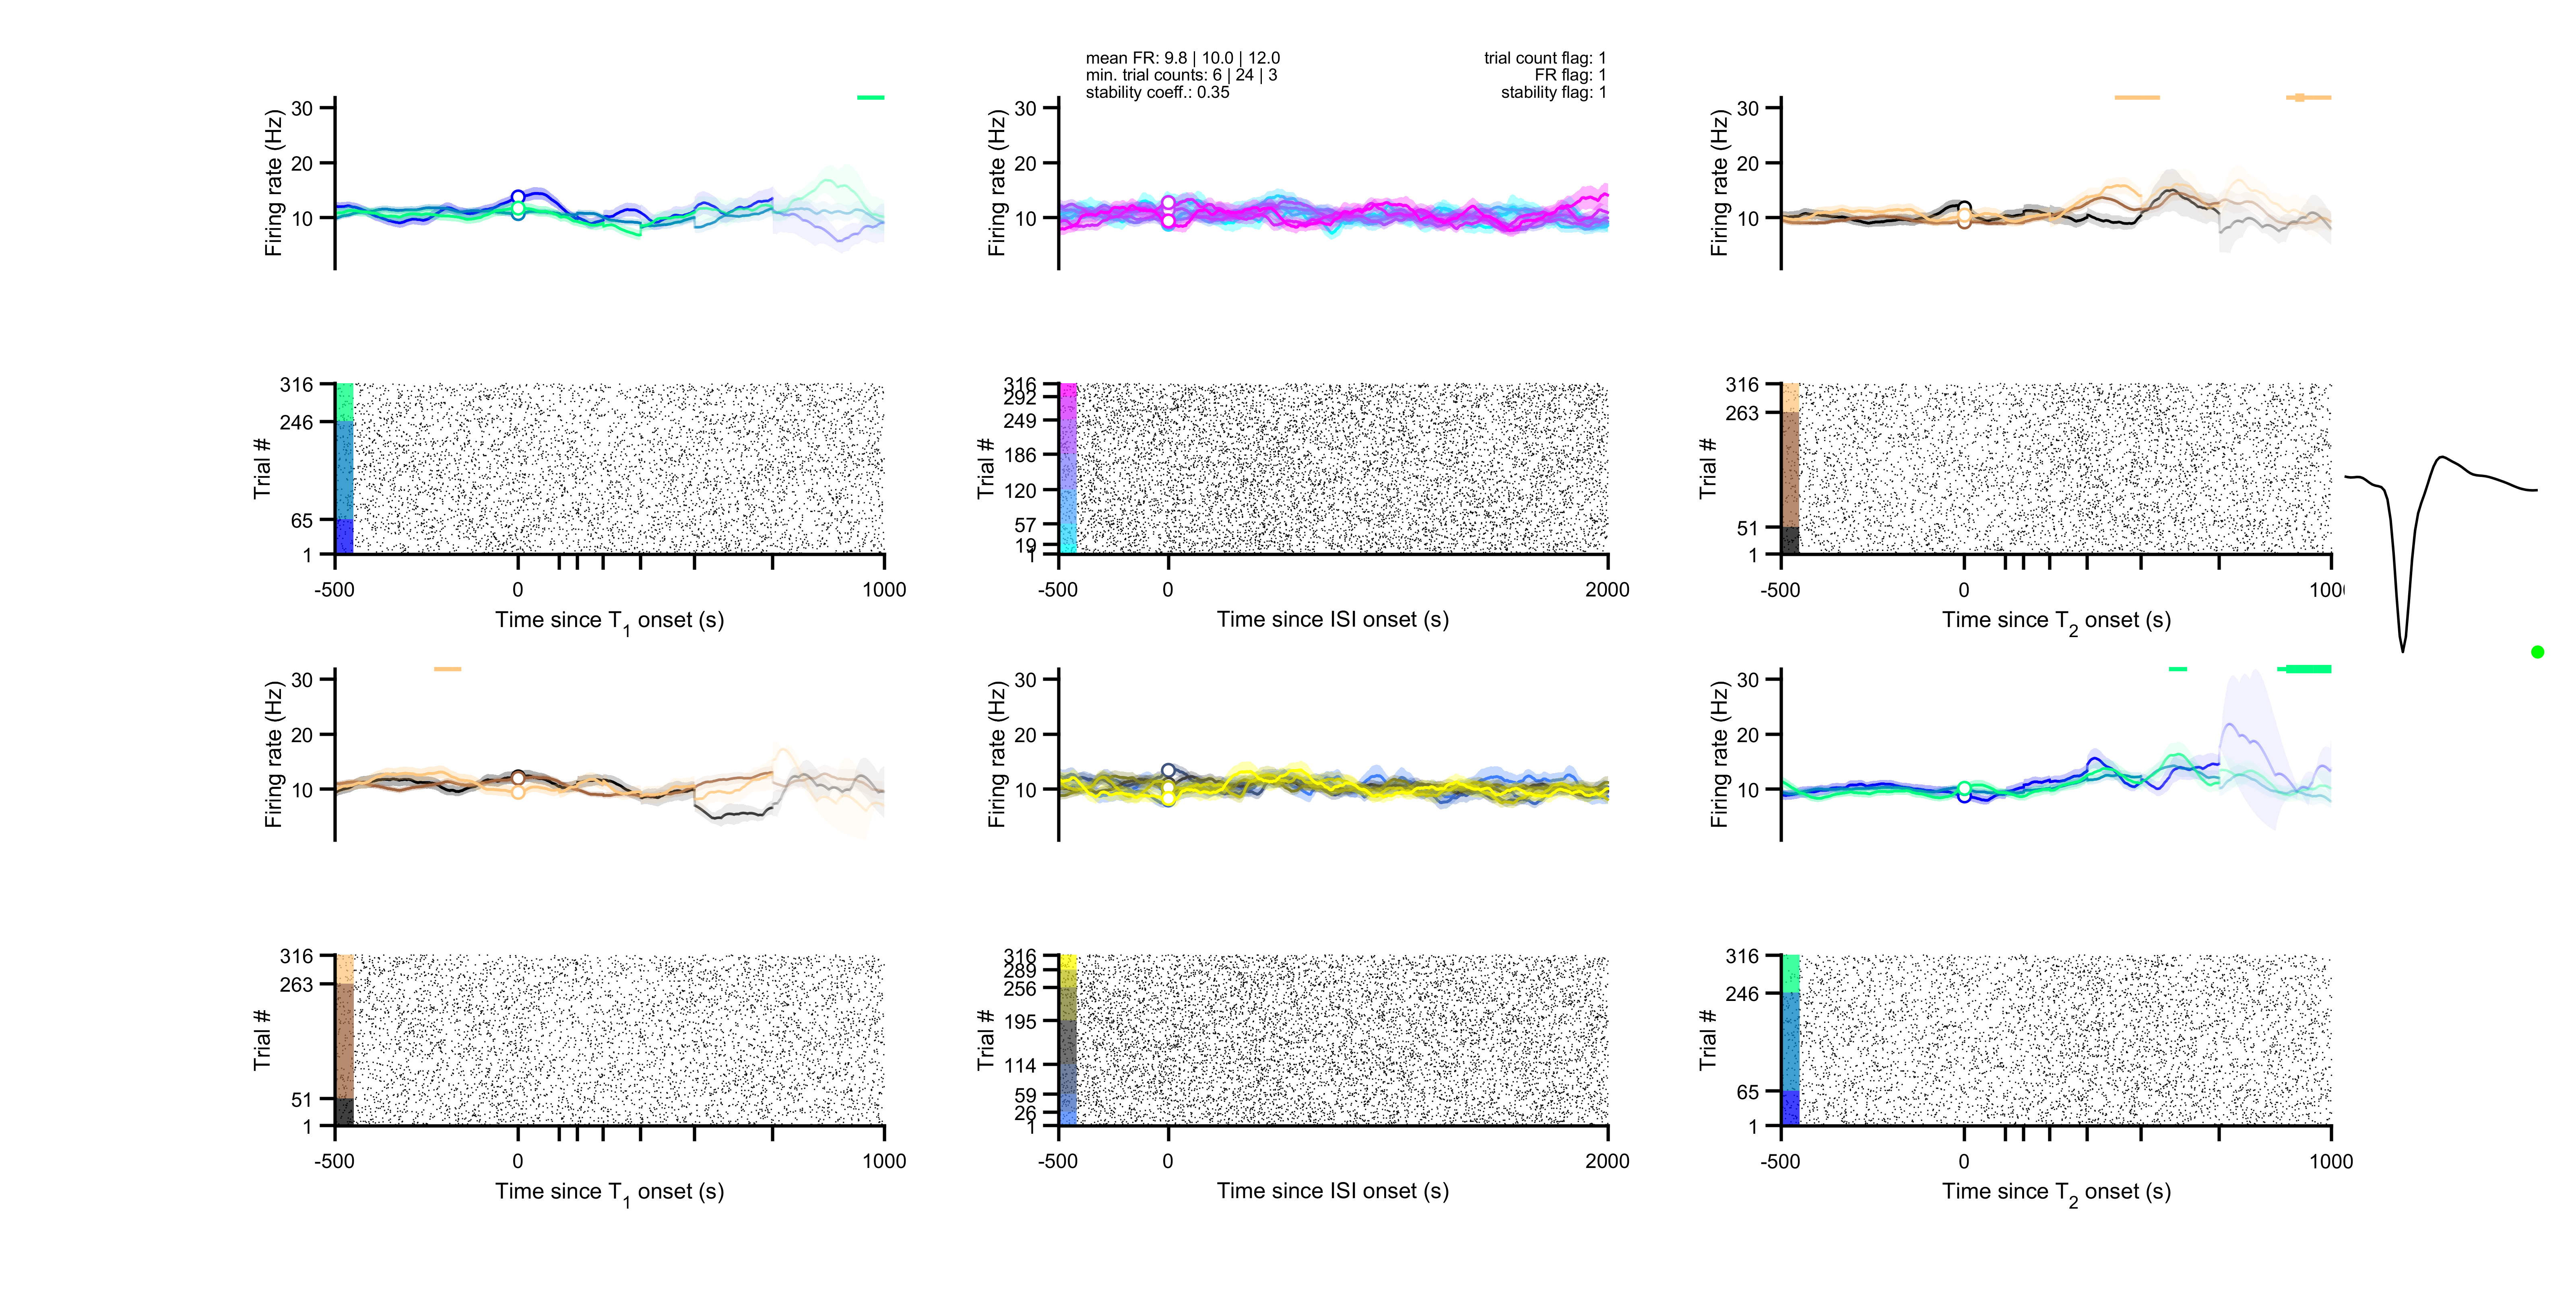 mean FR: 9.8 | 10.0 | 12.0
min. trial counts: 6 | 24 | 3
stability coeff.: 0.35
trial count flag: 1
FR flag: 1
stability flag: 1
Firing rate (Hz)
30
20
10
Firing rate (Hz)
30
20
10
Firing rate (Hz)
30
20
10
Trial #
316
246
65
1
-500
0
1000
Time since T1 onset (s)
Trial #
316
292
249
186
120
57
19
1
-500
0
2000
Time since ISI onset (s)
Trial #
316
263
51
1
-500
0
Time since T2 onset (s)
Firing rate (Hz)
30
20
10
Firing rate (Hz)
30
20
10
Firing rate (Hz)
30
20
10
Trial #
316
263
51
1
-500
0
1000
Time since T1 onset (s)
Trial #
316
289
256
195
114
59
26
1
-500
0
2000
Time since ISI onset (s)
Trial #
316
246
65
1
-500
0
1000
Time since T2 onset (s)